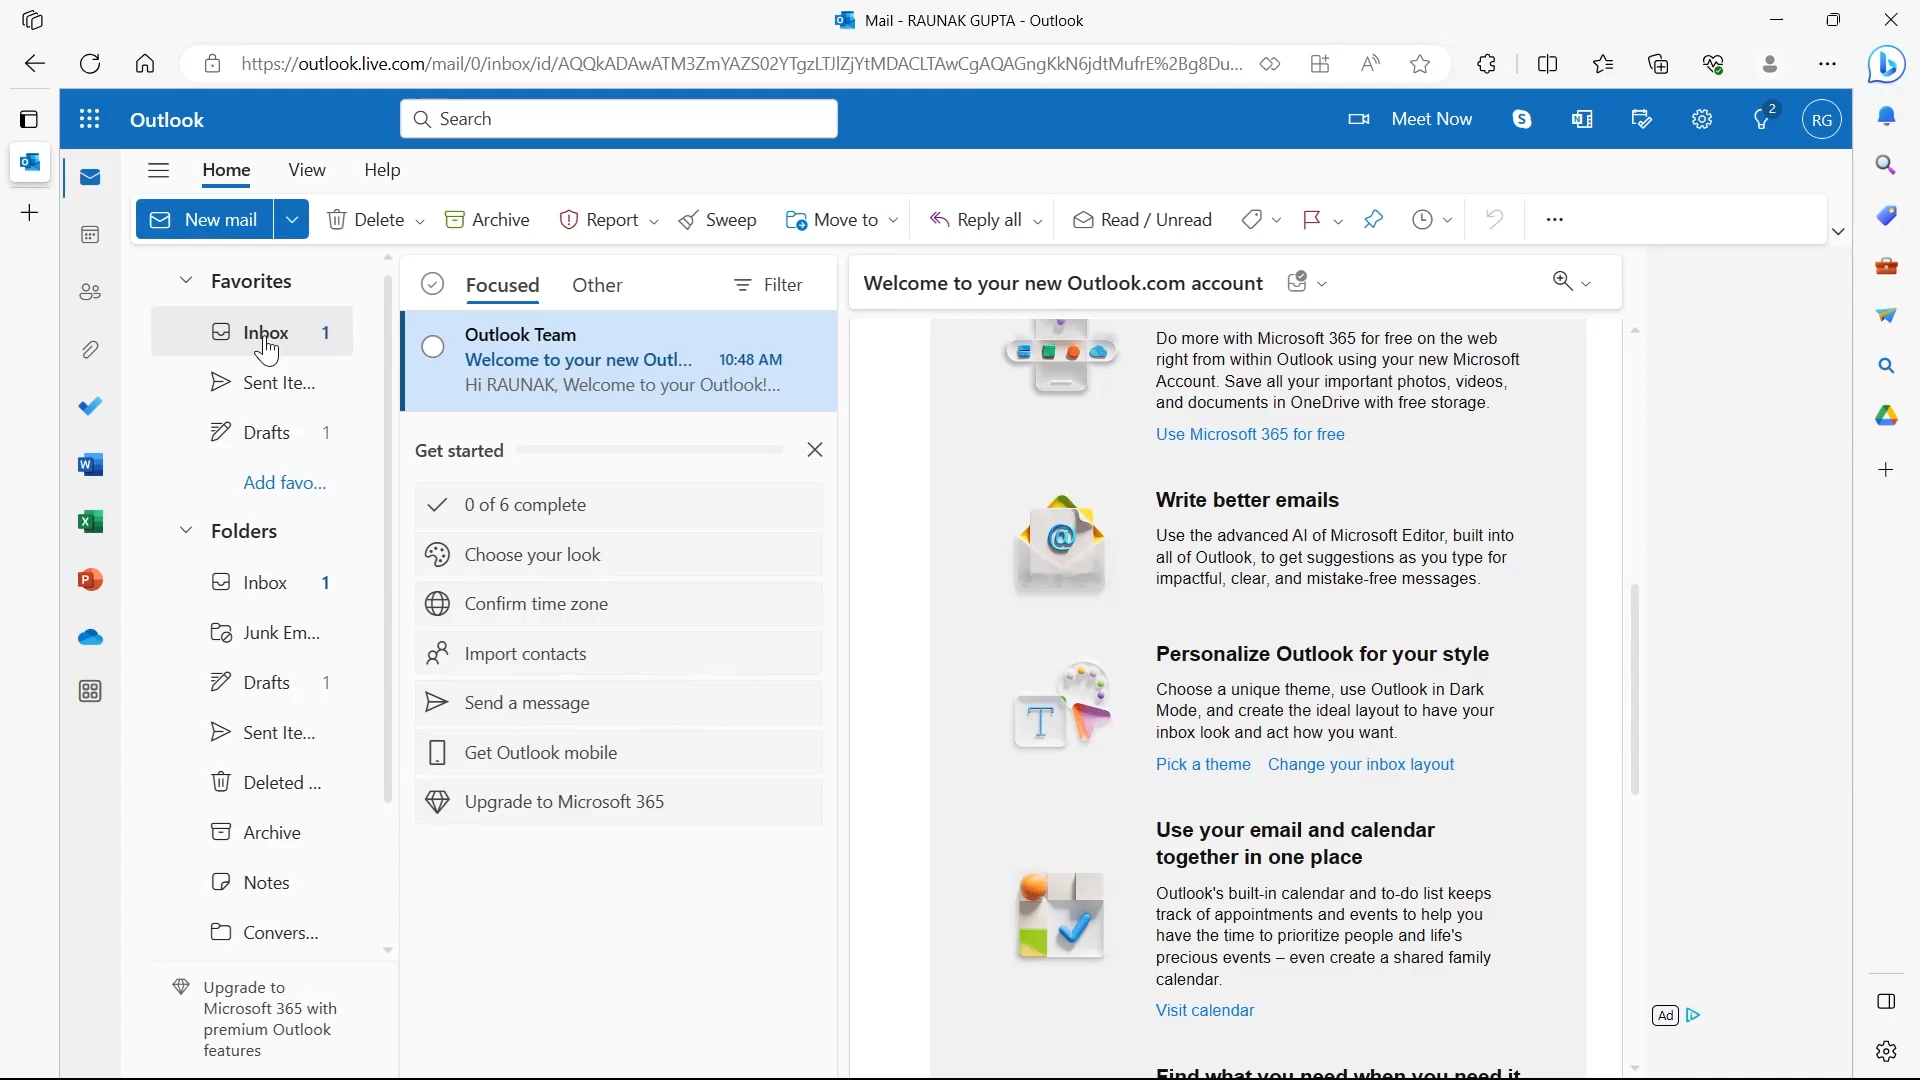 Mail - RAUNAK GUPTA - Outlook
https://outlook.live.com/mail/0/inbox/id/AQQkADAwATM3ZmYAZS02YTgzLTJlZjYtMDACLTAwCgAQAGngKkN6jdtMufrE%2Bg8Du...
Outlook
Search
Meet Now
2
RG
Home
View
Help
New mail
Delete
Archive
Report
Sweep
Move to
Reply all
Read / Unread
...
Favorites
Inbox 1
Sent Ite...
Drafts 1
Add favo...
Folders
Inbox 1
Junk Em...
Drafts 1
Sent Ite...
Deleted ...
Archive
Notes
Convers...
Upgrade to
Microsoft 365 with
premium Outlook
features
Focused
Other
Filter
Outlook Team
Welcome to your new Outl... 10:48 AM
Hi RAUNAK, Welcome to your Outlook!...
Get started
0 of 6 complete
Choose your look
Confirm time zone
Import contacts
Send a message
Get Outlook mobile
Upgrade to Microsoft 365
Welcome to your new Outlook.com account
Do more with Microsoft 365 for free on the web
right from within Outlook using your new Microsoft
Account. Save all your important photos, videos,
and documents in OneDrive with free storage.
Use Microsoft 365 for free
Write better emails
Use the advanced AI of Microsoft Editor, built into
all of Outlook, to get suggestions as you type for
impactful, clear, and mistake-free messages.
Personalize Outlook for your style
Choose a unique theme, use Outlook in Dark
Mode, and create the ideal layout to have your
inbox look and act how you want.
Pick a theme Change your inbox layout
Use your email and calendar
together in one place
Outlook's built-in calendar and to-do list keeps
track of appointments and events to help you
have the time to prioritize people and life's
precious events – even create a shared family
calendar.
Visit calendar
Find what you need when you need it
Ad